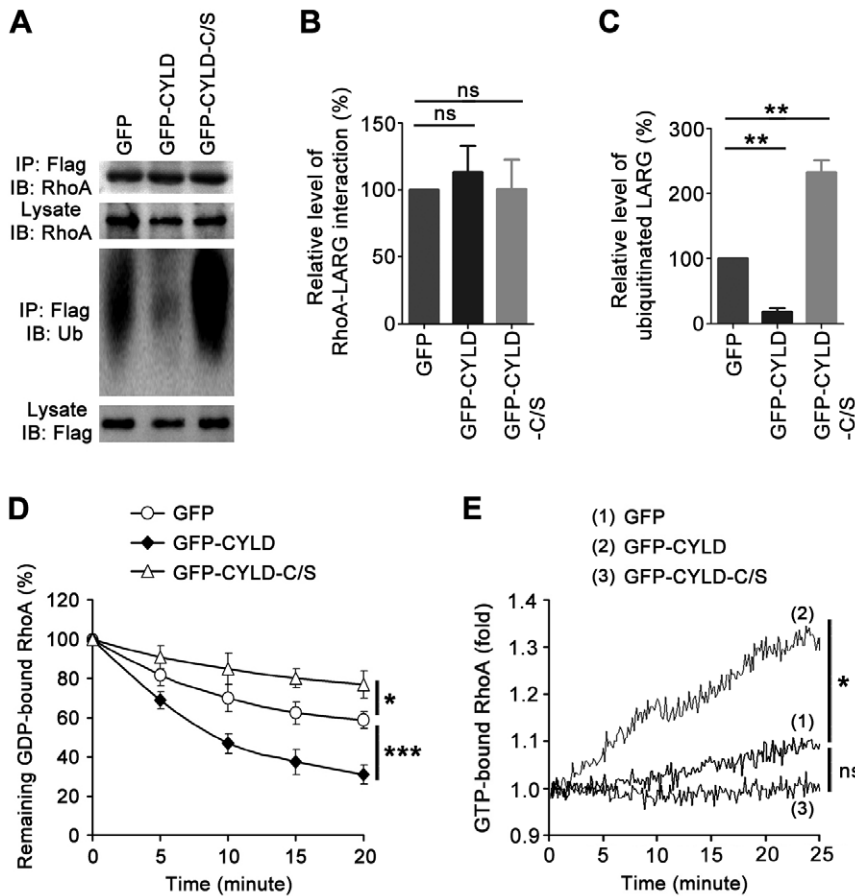 A
GFP
GFP-CYLD
GFP-CYLD-C/S
IP: Flag
IB: RhoA
Lysate
IB: RhoA
IP: Flag
IB: Ub
Lysate
IB: Flag
B
Relative level of
RhoA-LARG interaction (%)
150
100
50
0
ns
ns
GFP
GFP-CYLD
GFP-CYLD
-C/S
C
Relative level of
ubiquitinated LARG (%)
300
200
100
0
**
**
GFP
GFP-CYLD
GFP-CYLD
-C/S
D
GFP
GFP-CYLD
GFP-CYLD-C/S
Remaining GDP-bound RhoA (%)
120
100
80
60
40
20
0
*
***
0 5 10 15 20
Time (minute)
E
(1) GFP
(2) GFP-CYLD
(3) GFP-CYLD-C/S
GTP-bound RhoA (fold)
1.4
1.3
1.2
1.1
1.0
0.9
(2)
(1)
(3)
*
ns
0 5 10 15 20 25
Time (minute)